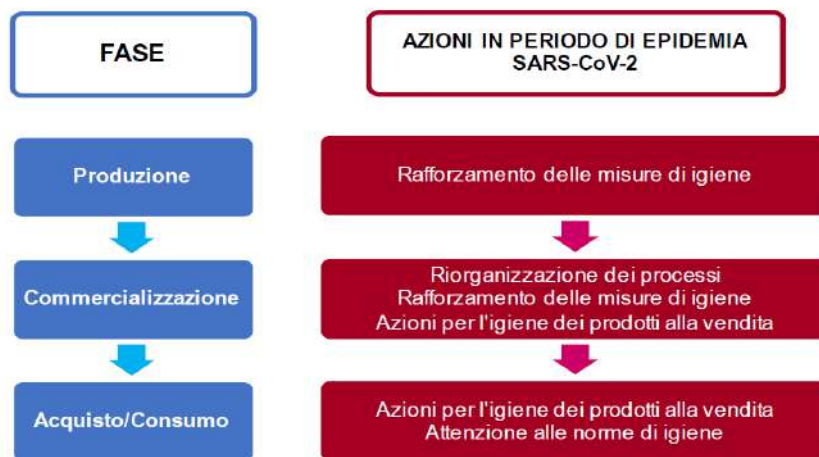 FASE
AZIONI IN PERIODO DI EPIDEMIA
SARS-CoV-2
Produzione
Rafforzamento delle misure di igiene
Commercializzazione
Riorganizzazione dei processi
Rafforzamento delle misure di igiene
Azioni per l'igiene dei prodotti alla vendita
Acquisto/Consumo
Azioni per l'igiene dei prodotti alla vendita
Attenzione alle norme di igiene